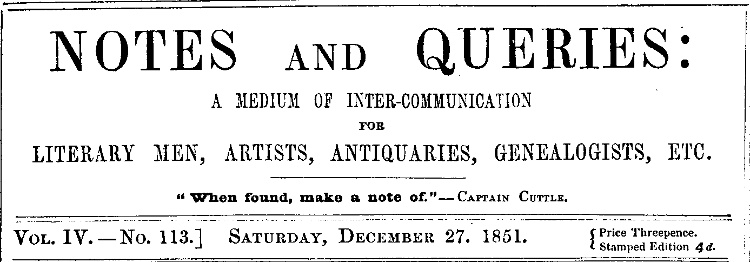 NOTES AND QUERIES:
A MEDIUM OF INTER-COMMUNICATION
FOR
LITERARY MEN, ARTISTS, ANTIQUARIES, GENEALOGISTS, ETC.
"When found, make a note of."—CAPTAIN CUTTLE.
VOL. IV.—No. 113.] SATURDAY, DECEMBER 27. 1851. { Price Threepence.
Stamped Edition 4d.